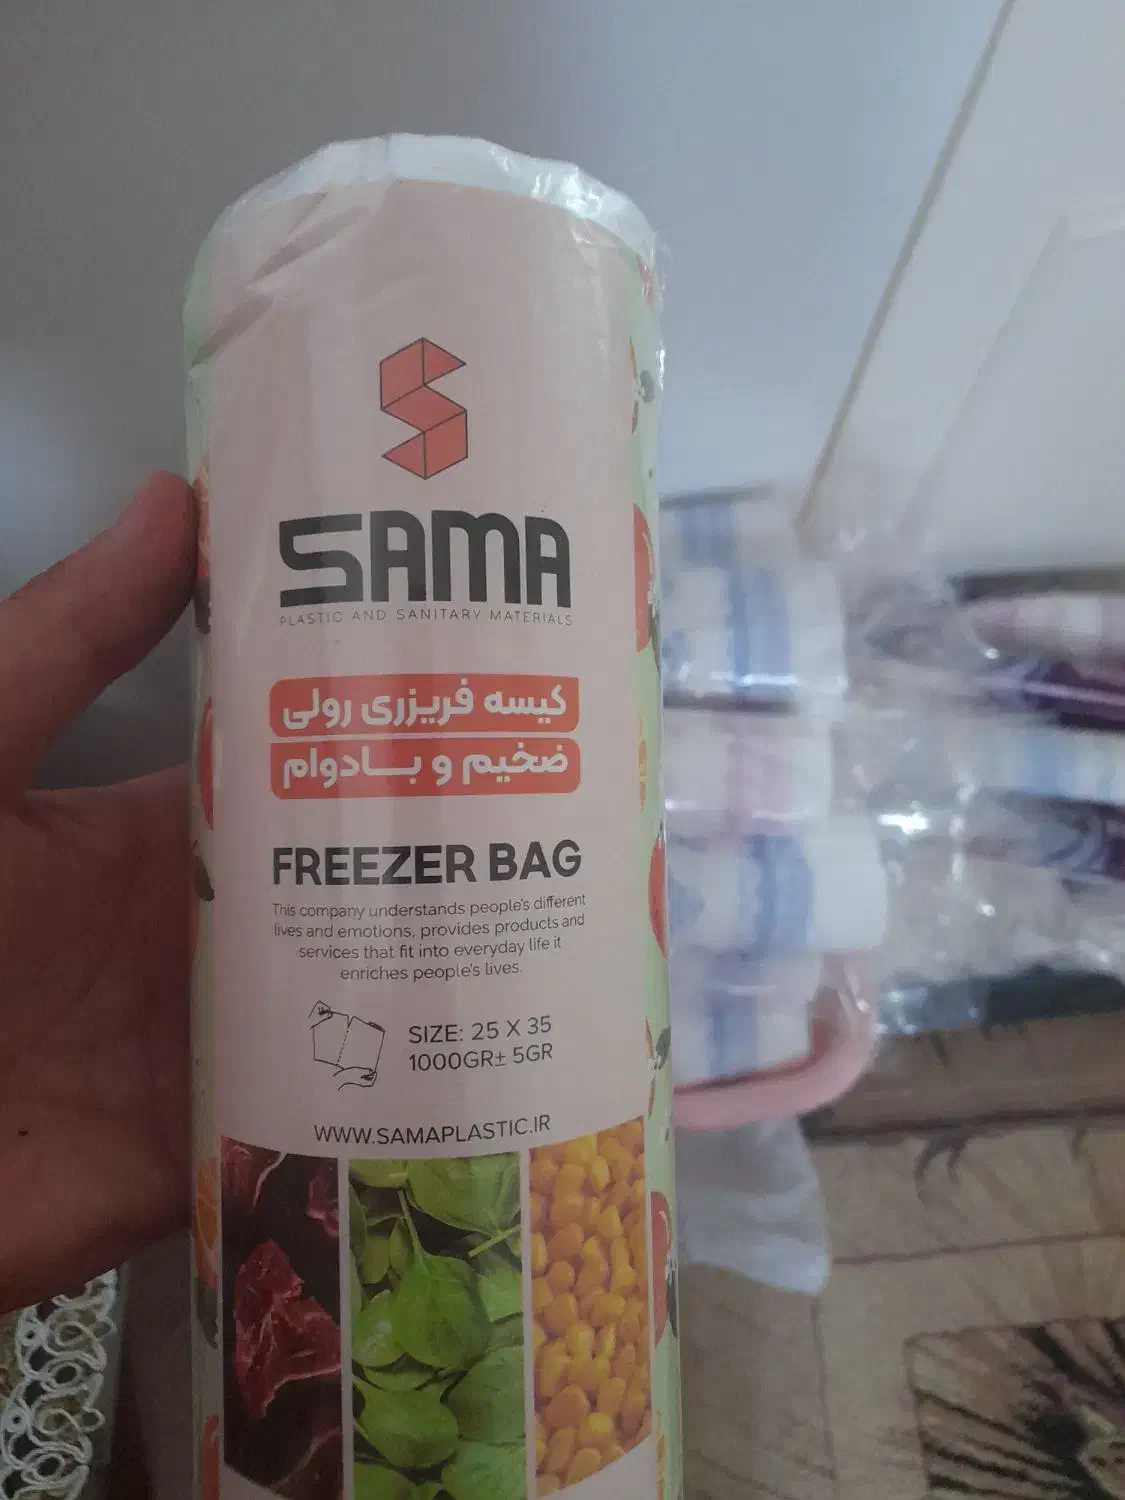 SAMA
PLASTIC AND SANITARY MATERIALS
کیسه فریزری رولی
ضخیم و بـــادوام
FREEZER BAG
This company understands people's different
lives and emotions, provides products and
services that fit into everyday life it
enriches people's lives.
SIZE: 25 X 35
1000GR± 5GR
WWW.SAMAPLASTIC.IR